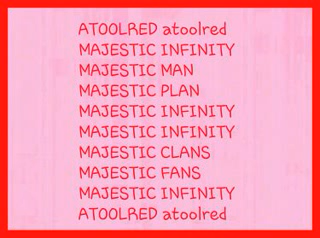 ATOOLRED atoolred
MAJESTIC INFINITY
MAJESTIC MAN
MAJESTIC PLAN
MAJESTIC INFINITY
MAJESTIC INFINITY
MAJESTIC CLANS
MAJESTIC FANS
MAJESTIC INFINITY
ATOOLRED atoolred